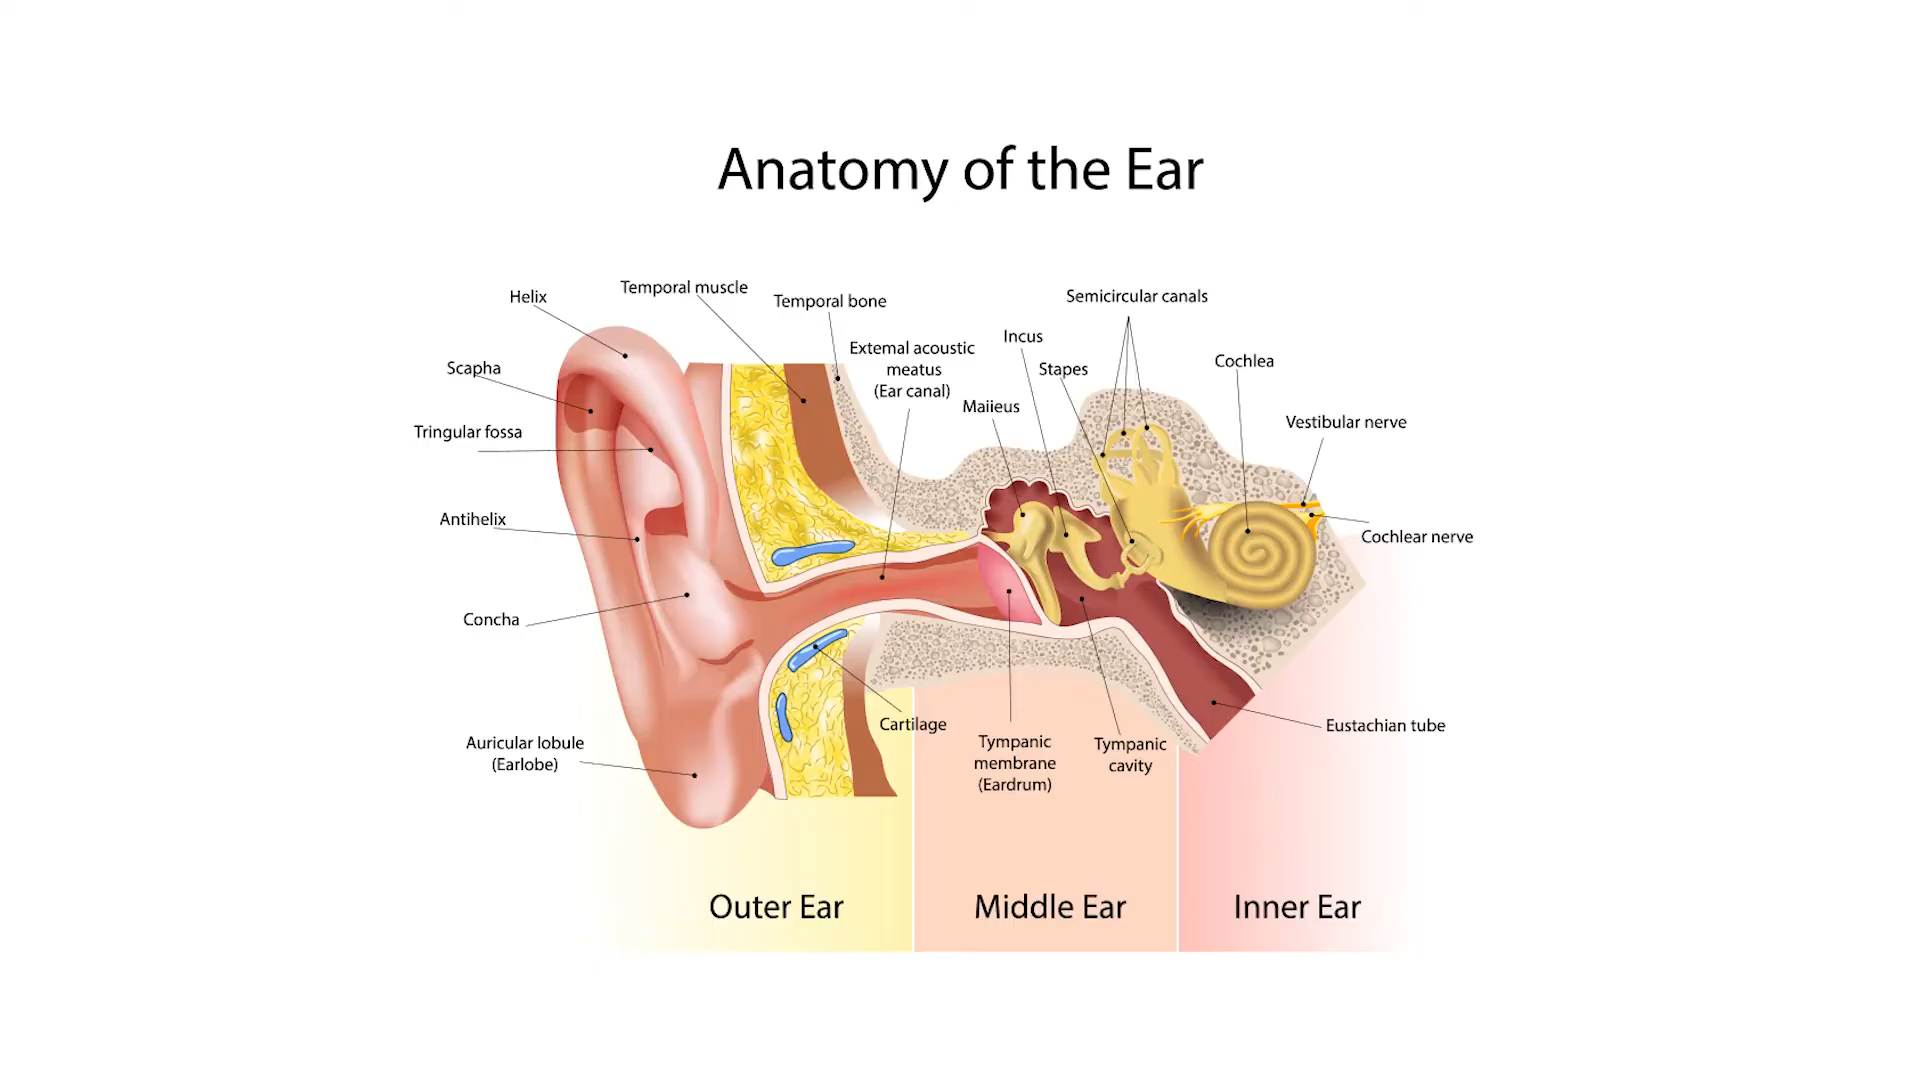 Anatomy of the Ear
Helix
Temporal muscle
Temporal bone
Semicircular canals
Scapha
Extemal acoustic
meatus
(Ear canal)
Incus
Stapes
Cochlea
Maiieus
Tringular fossa
Vestibular nerve
Antihelix
Cochlear nerve
Concha
Cartilage
Eustachian tube
Auricular lobule
(Earlobe)
Tympanic
membrane
(Eardrum)
Tympanic
cavity
Outer Ear
Middle Ear
Inner Ear